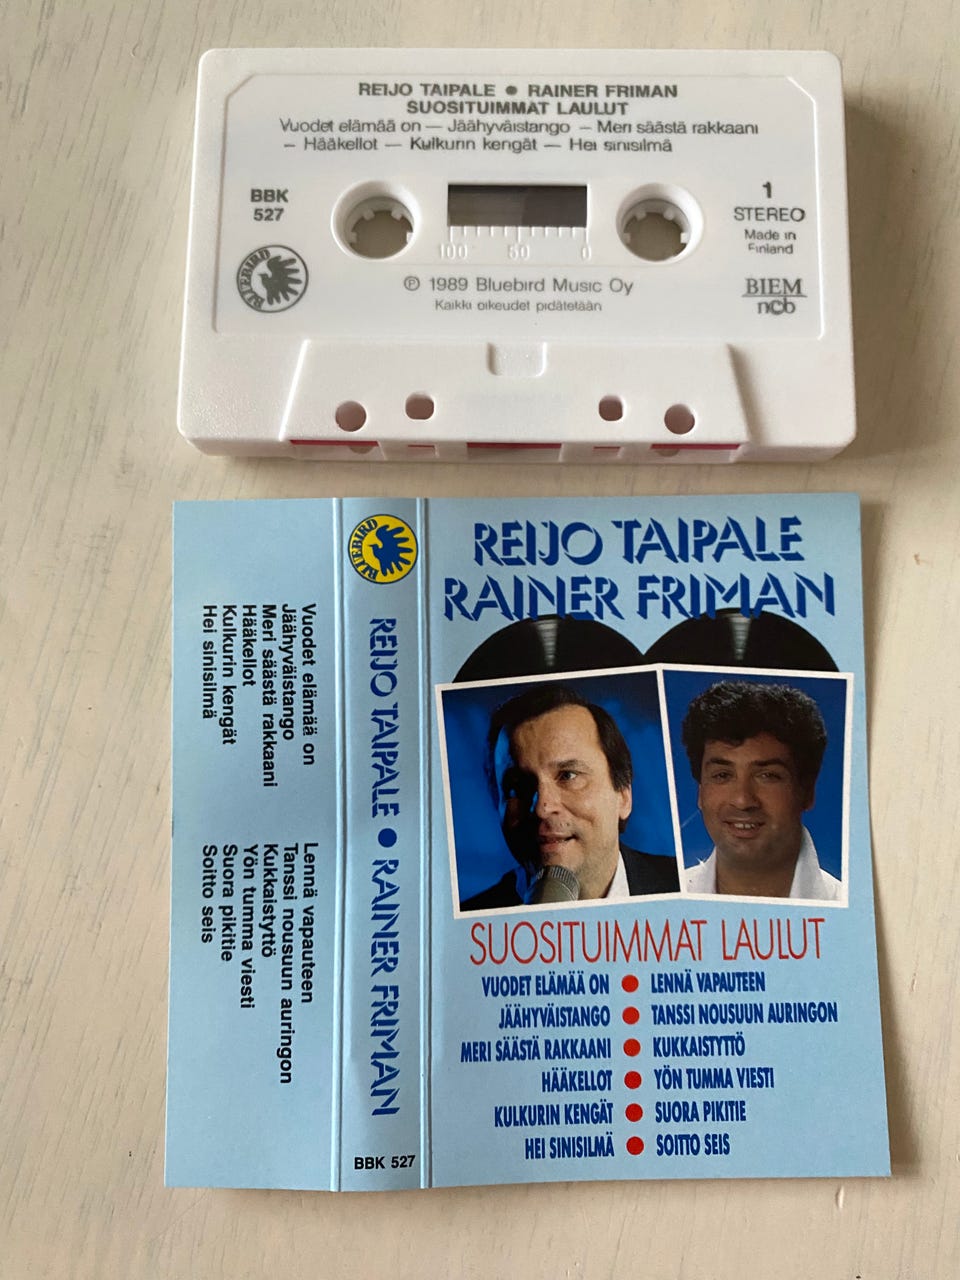 REIJO TAIPALE ● RAINER FRIMAN
SUOSITUIMMAT LAULUT
Vuodet elämää on — Jäähyväistango — Meri säästä rakkaani
— Hääkellot — Kulkurin kengät — Hei sinisilmä
BBK
527
1
STEREO
Made in
Finland
100 50 0
BLUEBIRD
℗ 1989 Bluebird Music Oy
Kaikki oikeudet pidätetään
BIEM
ncb
Vuodet elämää on
Jäähyväistango
Meri säästä rakkaani
Hääkellot
Kulkurin kengät
Hei sinisilmä
Lennä vapauteen
Tanssi nousuun auringon
Kukkaistyttö
Yön tumma viesti
Suora pikitie
Soitto seis
BLUEBIRD
REIJO TAIPALE ● RAINER FRIMAN
BBK 527
REIJO TAIPALE
RAINER FRIMAN
SUOSITUIMMAT LAULUT
VUODET ELÄMÄÄ ON ● LENNÄ VAPAUTEEN
JÄÄHYVÄISTANGO ● TANSSI NOUSUUN AURINGON
MERI SÄÄSTÄ RAKKAANI ● KUKKAISTYTTÖ
HÄÄKELLOT ● YÖN TUMMA VIESTI
KULKURIN KENGÄT ● SUORA PIKITIE
HEI SINISILMÄ ● SOITTO SEIS